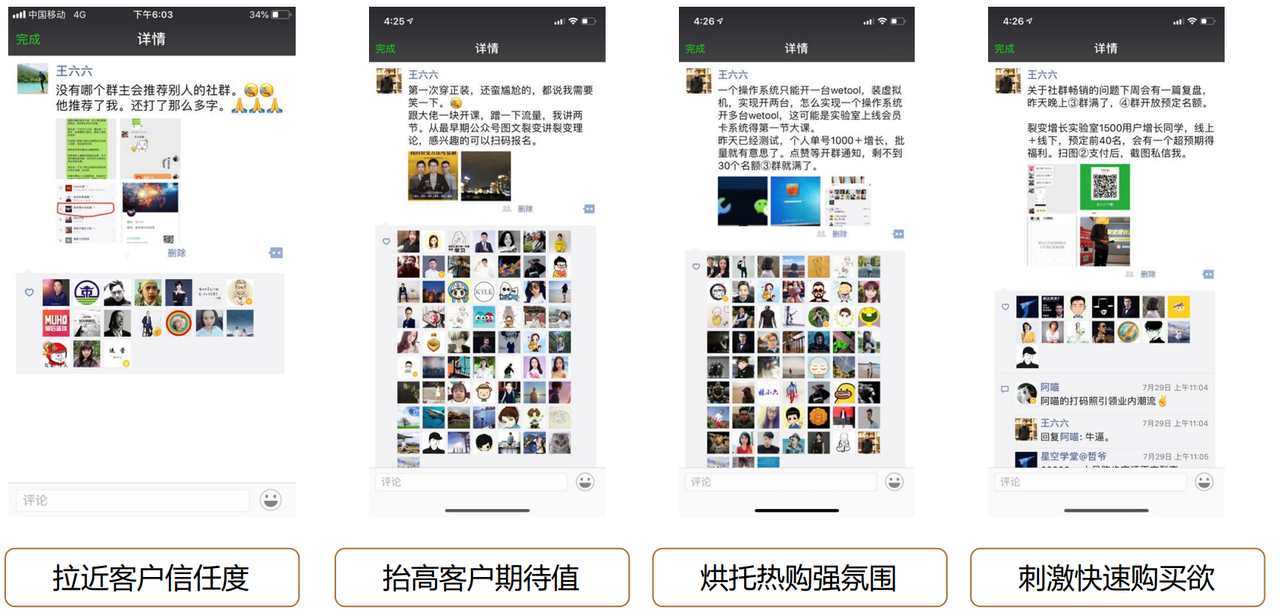 中国移动 4G 下午6:03 34%
完成 详情
王六六
没有哪个群主会推荐别人的社群。
他推荐了我。还打了那么多字。
删除
评论
拉近客户信任度
4:25
完成 详情
王六六
第一次穿正装，还蛮尴尬的，都说我需要
笑一下。
跟大佬一块开课，蹭一下流量，我讲两
节。从最早期公众号图文裂变讲裂变理
论，感兴趣的可以扫码报名。
删除
KYLE
评论
抬高客户期待值
4:26
完成 详情
王六六
一个操作系统只能开一台wetool，装虚拟
机，实现开两台，怎么实现一个操作系统
开多台wetool，这可能是实验室上线会员
卡系统得第一节大课。
昨天已经测试，个人单号1000+增长，批
量就有意思了。点赞等开群通知，剩不到
30个名额③群就满了。
删除
评论
烘托热购强氛围
4:26
完成 详情
王六六
关于社群畅销的问题下周会有一篇复盘，
昨天晚上③群满了，④群开放预定名额。
裂变增长实验室1500用户增长同学，线上
+线下，预定前40名，会有一个超预期得
福利。扫图②支付后，截图私信我。
删除
阿喵 7月29日 上午11:04
阿喵的打码照引领业内潮流
王六六 7月29日 上午11:04
回复阿喵: 牛逼。
星空学堂@哲爷 7月29日 上午11:05
评论
刺激快速购买欲